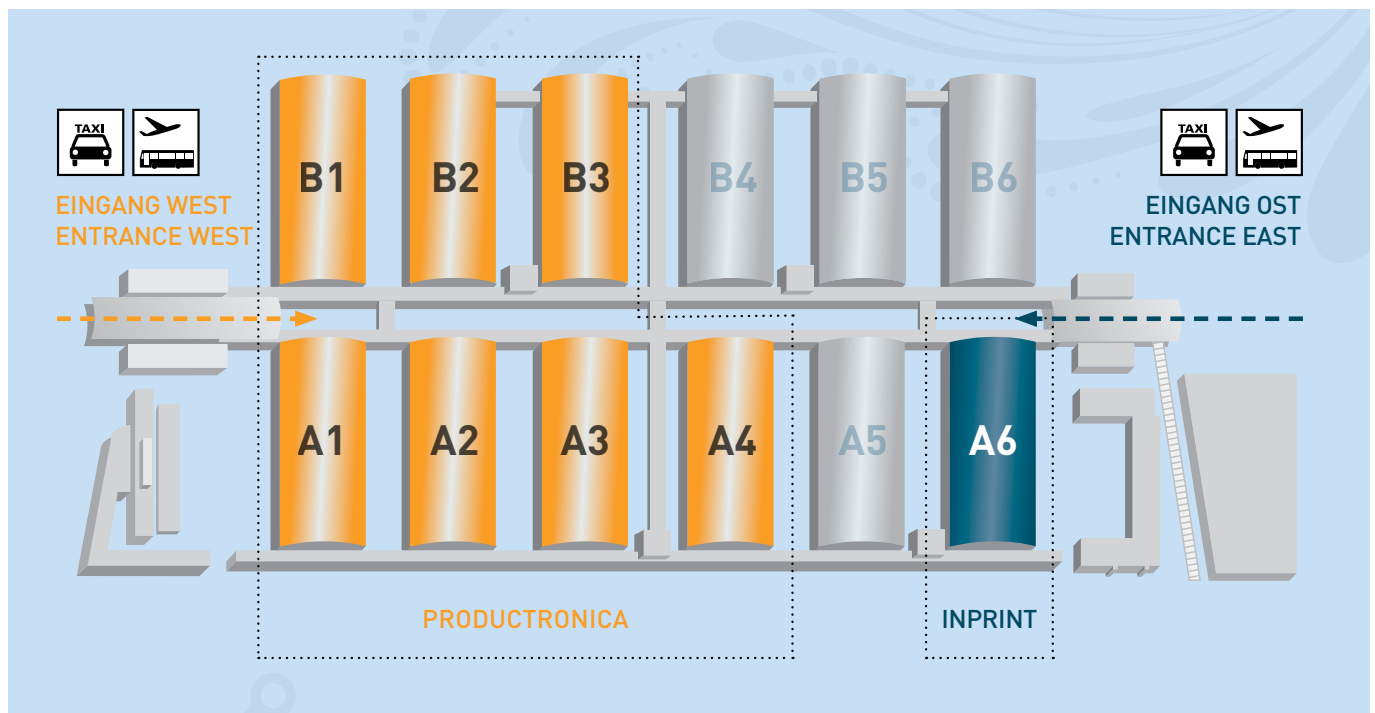 B1 B2 B3 B4 B5 B6
TAXI
TAXI
EINGANG WEST
ENTRANCE WEST
EINGANG OST
ENTRANCE EAST
A1 A2 A3 A4 A5 A6
PRODUCTRONICA
INPRINT